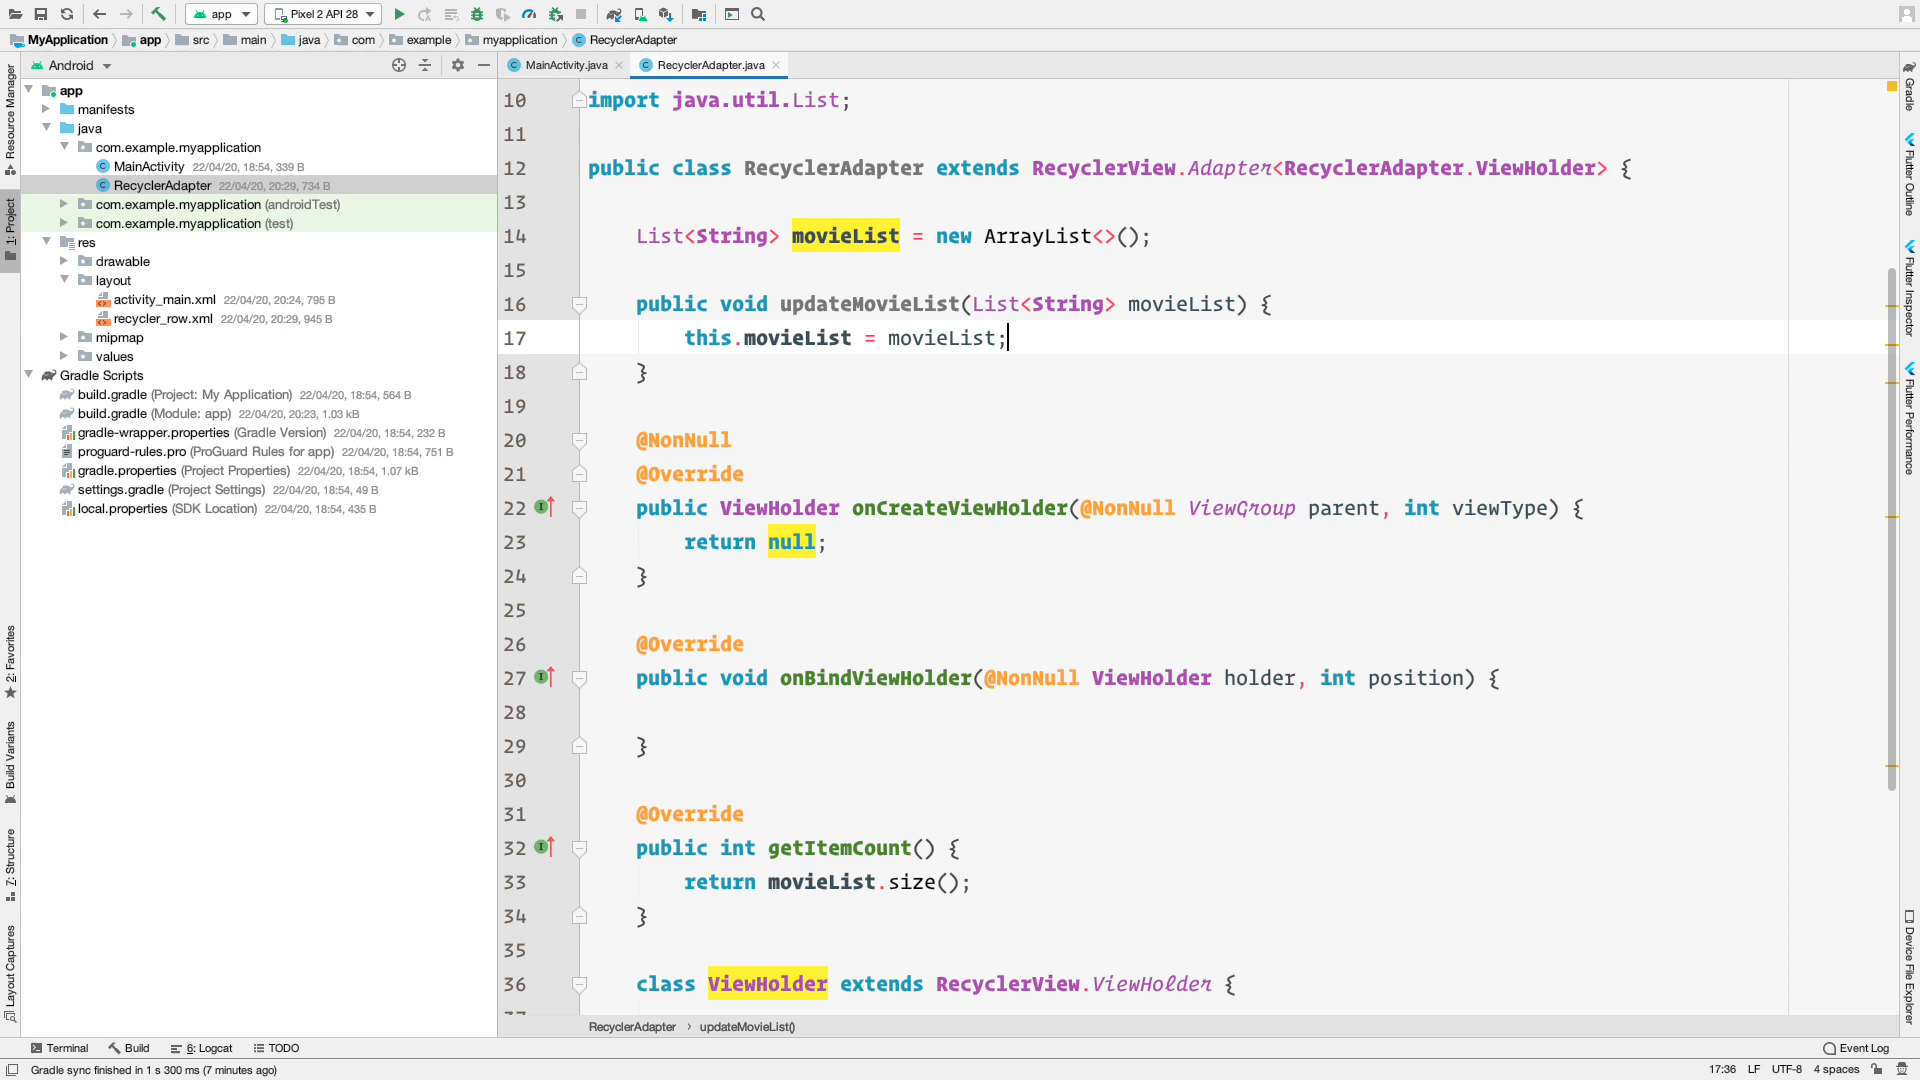 app
Pixel 2 API 28
MyApplication
app
src
main
java
com
example
myapplication
RecyclerAdapter
Android
MainActivity.java
RecyclerAdapter.java
app
manifests
java
com.example.myapplication
MainActivity 22/04/20, 18:54, 339 B
RecyclerAdapter 22/04/20, 20:29, 734 B
com.example.myapplication (androidTest)
com.example.myapplication (test)
res
drawable
layout
activity_main.xml 22/04/20, 20:24, 795 B
recycler_row.xml 22/04/20, 20:29, 945 B
mipmap
values
Gradle Scripts
build.gradle (Project: My Application) 22/04/20, 18:54, 564 B
build.gradle (Module: app) 22/04/20, 20:23, 1.03 kB
gradle-wrapper.properties (Gradle Version) 22/04/20, 18:54, 232 B
proguard-rules.pro (ProGuard Rules for app) 22/04/20, 18:54, 751 B
gradle.properties (Project Properties) 22/04/20, 18:54, 1.07 kB
settings.gradle (Project Settings) 22/04/20, 18:54, 49 B
local.properties (SDK Location) 22/04/20, 18:54, 435 B
Resource Manager
1: Project
2: Favorites
Build Variants
7: Structure
Layout Captures
10 import java.util.List;
11
12 public class RecyclerAdapter extends RecyclerView.Adapter<RecyclerAdapter.ViewHolder> {
13
14 List<String> movieList = new ArrayList<>();
15
16 public void updateMovieList(List<String> movieList) {
17 this.movieList = movieList;
18 }
19
20 @NonNull
21 @Override
22 public ViewHolder onCreateViewHolder(@NonNull ViewGroup parent, int viewType) {
23 return null;
24 }
25
26 @Override
27 public void onBindViewHolder(@NonNull ViewHolder holder, int position) {
28
29 }
30
31 @Override
32 public int getItemCount() {
33 return movieList.size();
34 }
35
36 class ViewHolder extends RecyclerView.ViewHolder {
RecyclerAdapter
updateMovieList()
Gradle
Flutter Outline
Flutter Inspector
Flutter Performance
Device File Explorer
Terminal
Build
6: Logcat
TODO
Event Log
Gradle sync finished in 1 s 300 ms (7 minutes ago)
17:36 LF UTF-8 4 spaces